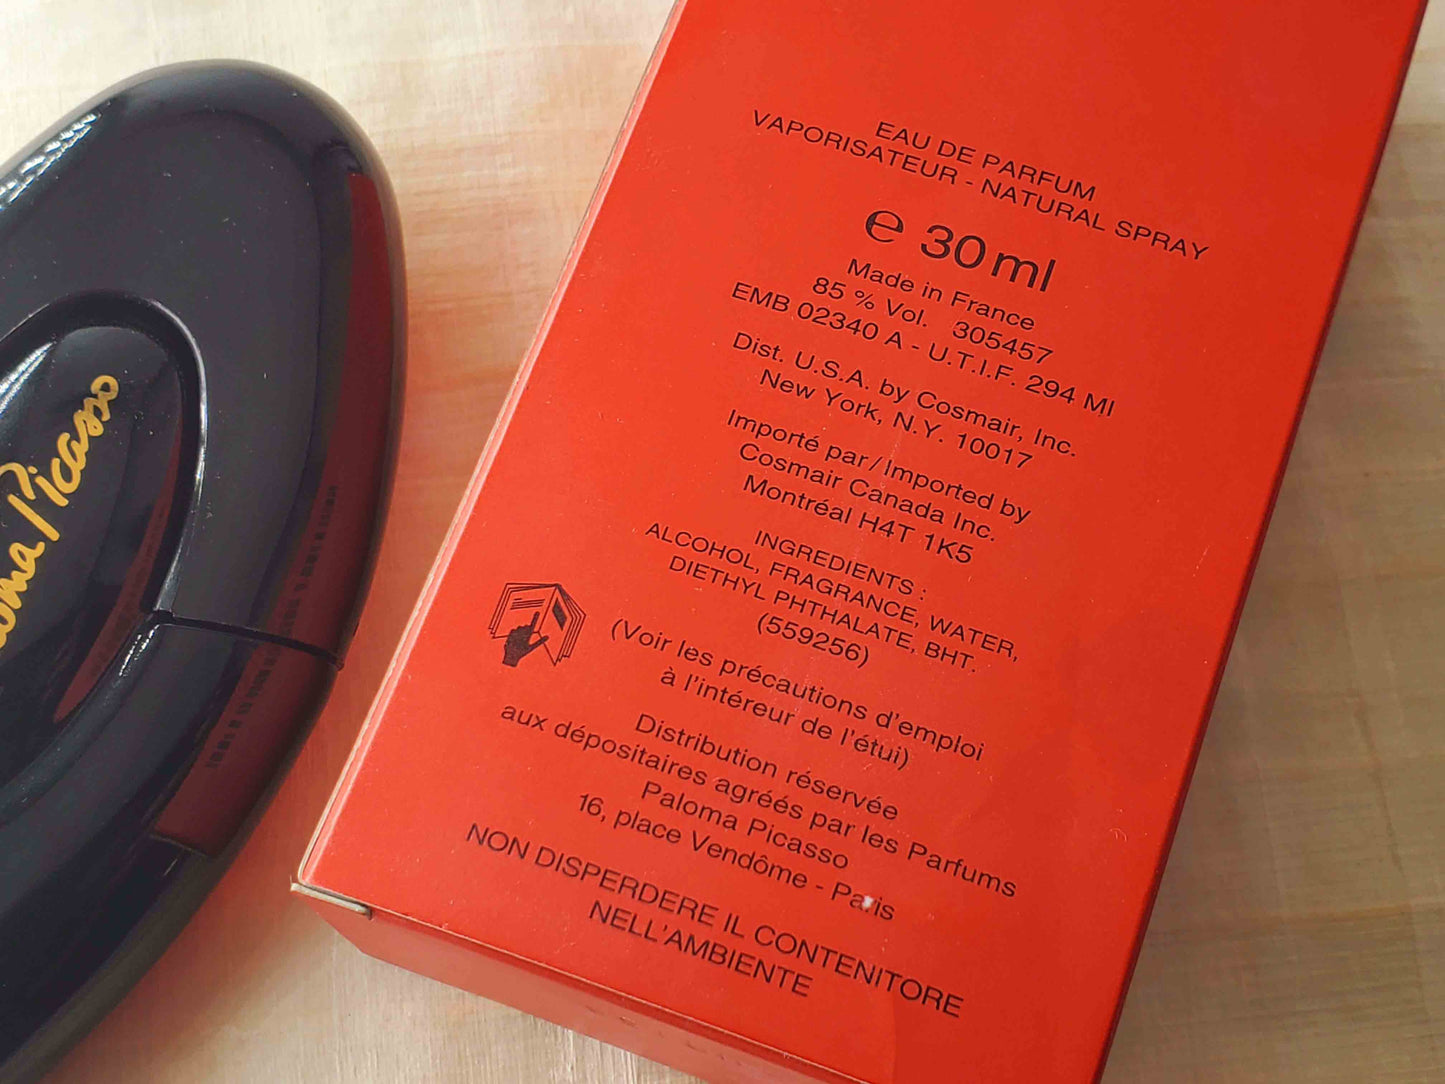 Paloma Picasso
EAU DE PARFUM
VAPORISATEUR - NATURAL SPRAY
℮ 30 ml
Made in France
85 % Vol. 305457
EMB 02340 A - U.T.I.F. 294 MI
Dist. U.S.A. by Cosmair, Inc.
New York, N.Y. 10017
Importé par / Imported by
Cosmair Canada Inc.
Montréal H4T 1K5
INGREDIENTS :
ALCOHOL, FRAGRANCE, WATER,
DIETHYL PHTHALATE, BHT.
(559256)
(Voir les précautions d'emploi
à l'intéreur de l'étui)
Distribution réservée
aux dépositaires agréés par les Parfums
Paloma Picasso
16, place Vendôme - Paris
NON DISPERDERE IL CONTENITORE
NELL'AMBIENTE